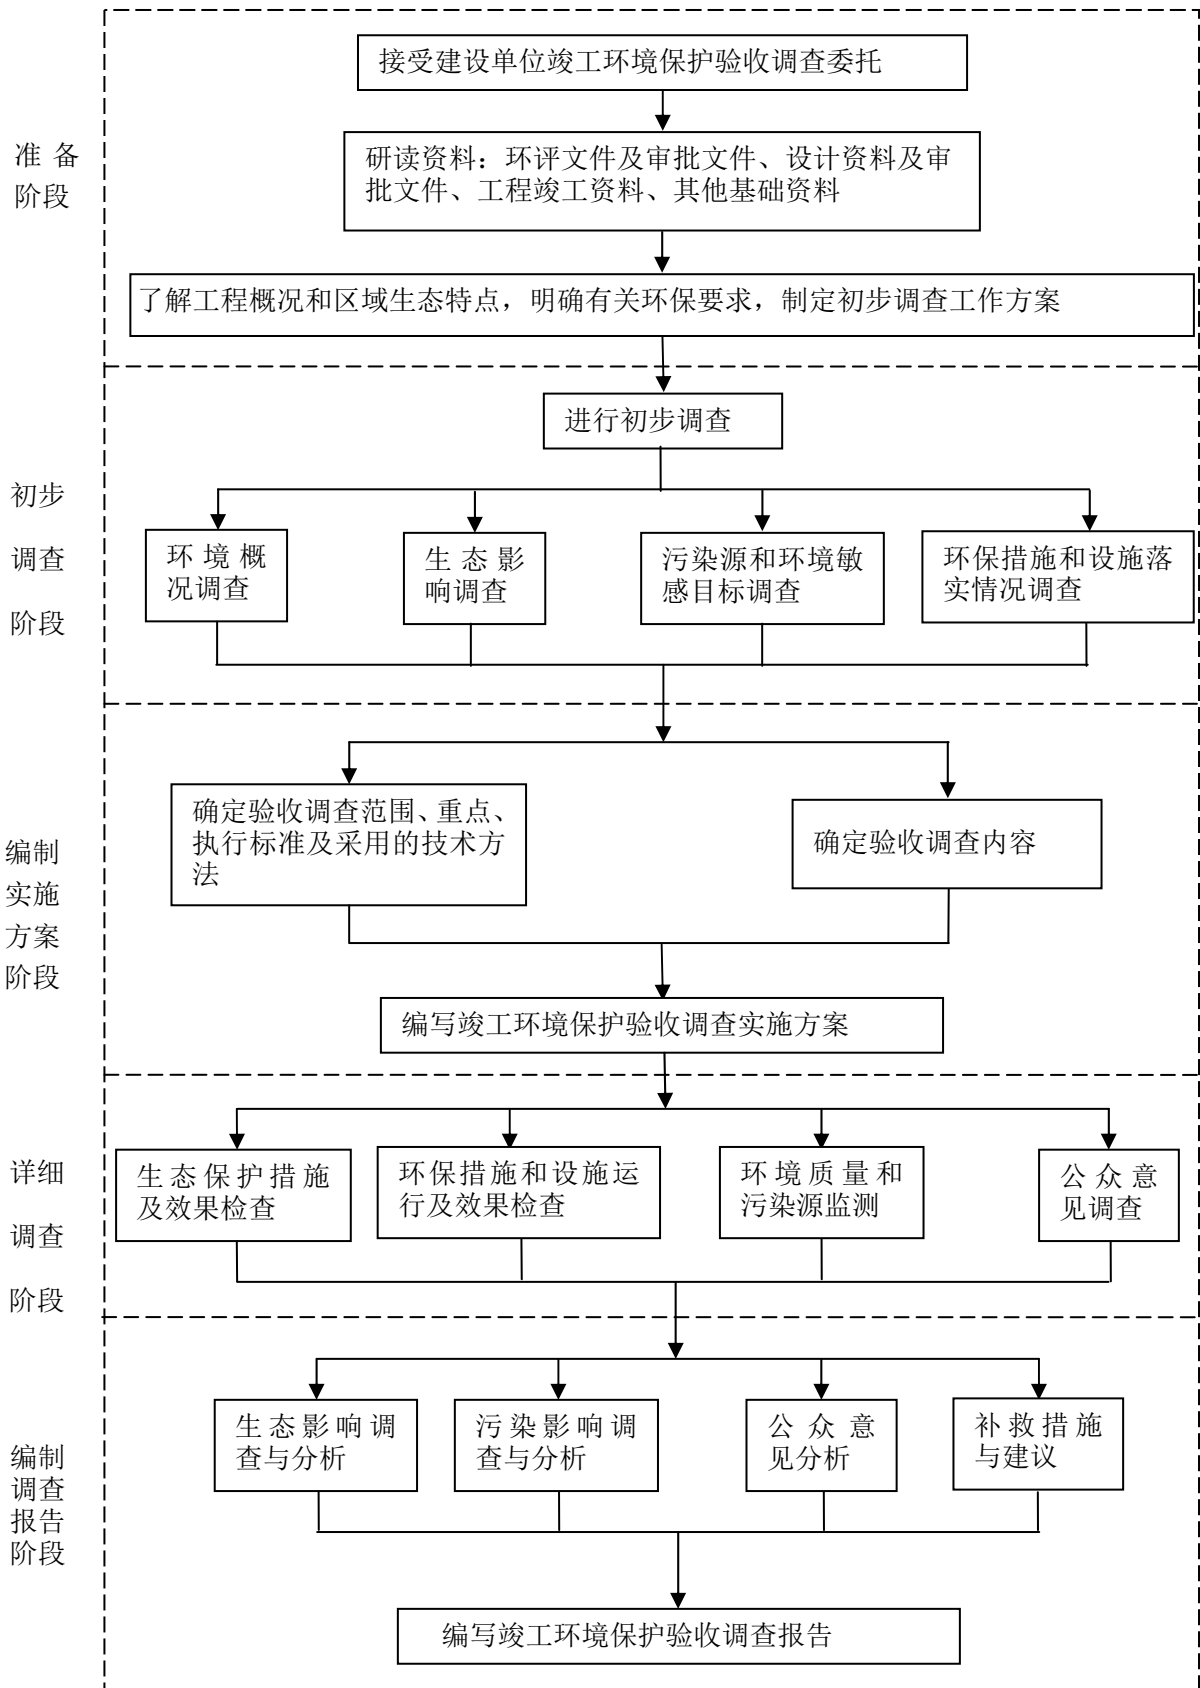 接受建设单位竣工环境保护验收调查委托
准 备
阶段
研读资料：环评文件及审批文件、设计资料及审
批文件、工程竣工资料、其他基础资料
了解工程概况和区域生态特点，明确有关环保要求，制定初步调查工作方案
进行初步调查
初步
调查
阶段
环 境 概
况调查
生 态 影
响调查
污染源和环境敏
感目标调查
环保措施和设施落
实情况调查
编制
实施
方案
阶段
确定验收调查范围、重点、
执行标准及采用的技术方
法
确定验收调查内容
编写竣工环境保护验收调查实施方案
详细
调查
阶段
生态保护措施
及效果检查
环保措施和设施运
行及效果检查
环境质量和
污染源监测
公 众 意
见调查
编制
调查
报告
阶段
生态影响调
查与分析
污染影响调
查与分析
公 众 意
见分析
补救措施
与建议
编写竣工环境保护验收调查报告